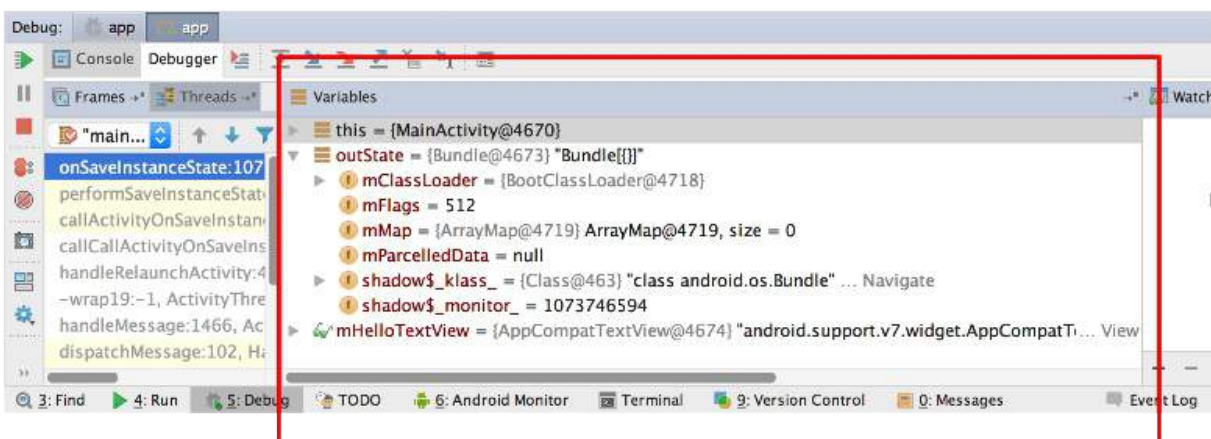 Debug: app app
Console Debugger
Frames Threads
Variables
Watch
"main...
this = {MainActivity@4670}
outState = {Bundle@4673} "Bundle[{}]"
mClassLoader = {BootClassLoader@4718}
mFlags = 512
mMap = {ArrayMap@4719} ArrayMap@4719, size = 0
mParcelledData = null
shadow$_klass_ = {Class@463} "class android.os.Bundle" ... Navigate
shadow$_monitor_ = 1073746594
mHelloTextView = {AppCompatTextView@4674} "android.support.v7.widget.AppCompatT... View
onSaveInstanceState:107
performSaveInstanceStat
callActivityOnSaveInstan
callCallActivityOnSaveIns
handleRelaunchActivity:4
-wrap19:-1, ActivityThre
handleMessage:1466, Ac
dispatchMessage:102, Ha
3: Find 4: Run 5: Debug TODO 6: Android Monitor Terminal 9: Version Control 0: Messages Event Log